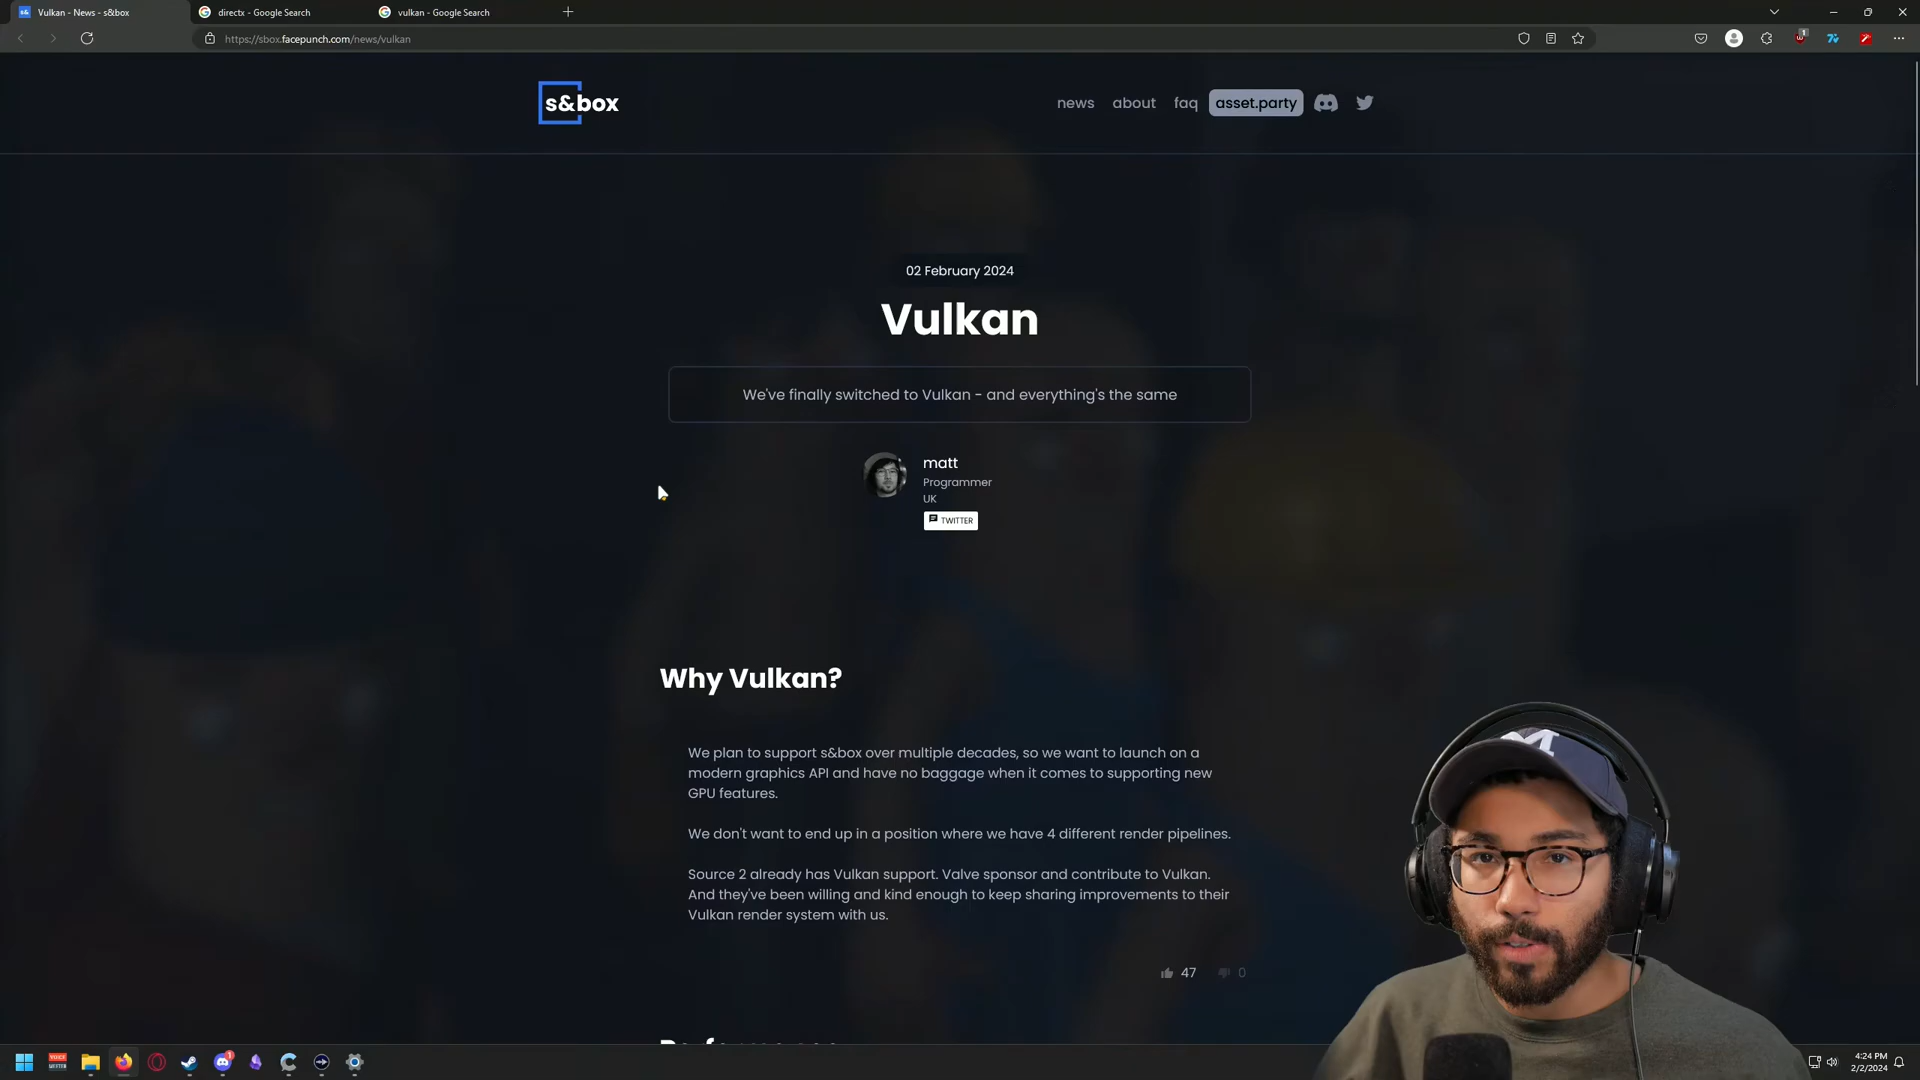 Vulkan - News - s&box
directx - Google Search
vulkan - Google Search
https://sbox.facepunch.com/news/vulkan
1
s&box
news
about
faq
asset.party
02 February 2024
Vulkan
We've finally switched to Vulkan - and everything's the same
matt
Programmer
UK
TWITTER
Why Vulkan?
We plan to support s&box over multiple decades, so we want to launch on a
modern graphics API and have no baggage when it comes to supporting new
GPU features.
We don't want to end up in a position where we have 4 different render pipelines.
Source 2 already has Vulkan support. Valve sponsor and contribute to Vulkan.
And they've been willing and kind enough to keep sharing improvements to their
Vulkan render system with us.
47
0
1
4:24 PM
2/2/2024